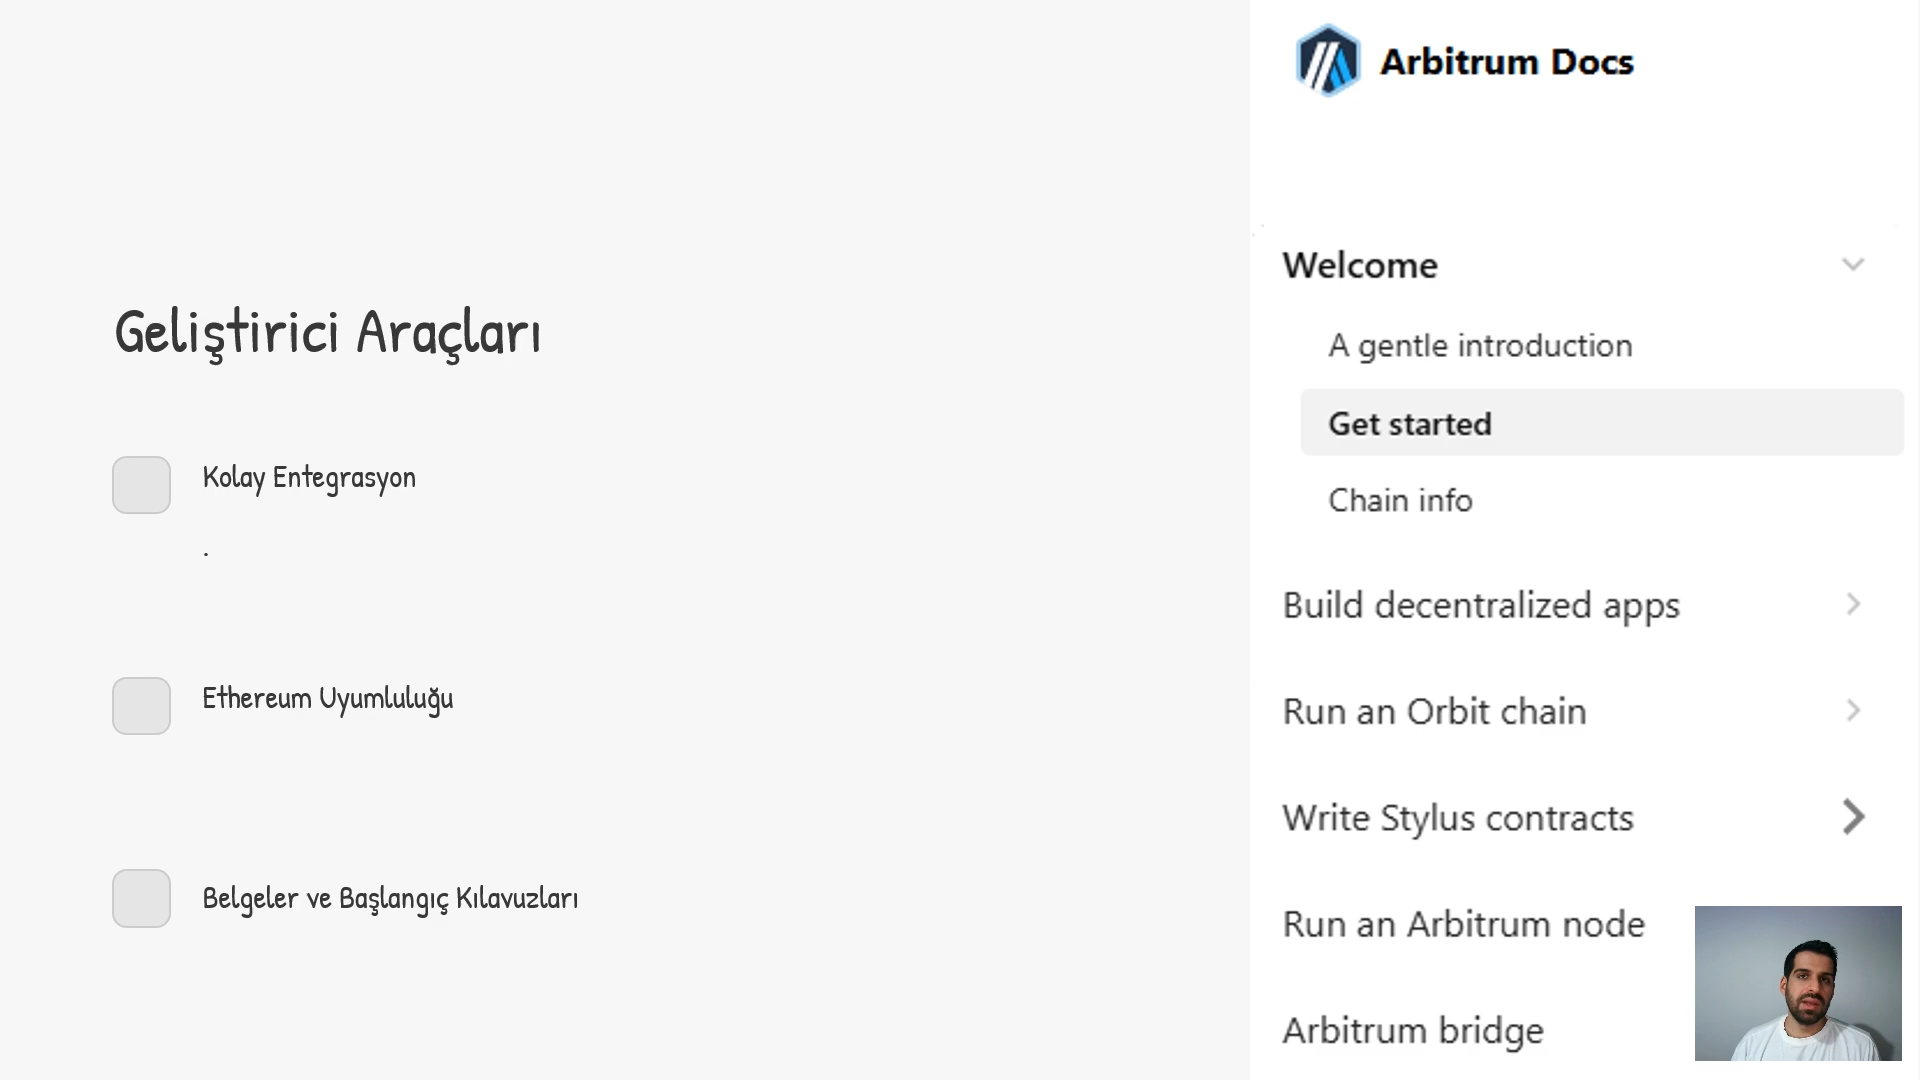 Geliştirici Araçları
Kolay Entegrasyon
.
Ethereum Uyumluluğu
Belgeler ve Başlangıç Kılavuzları
Arbitrum Docs
Welcome
A gentle introduction
Get started
Chain info
Build decentralized apps
Run an Orbit chain
Write Stylus contracts
Run an Arbitrum node
Arbitrum bridge